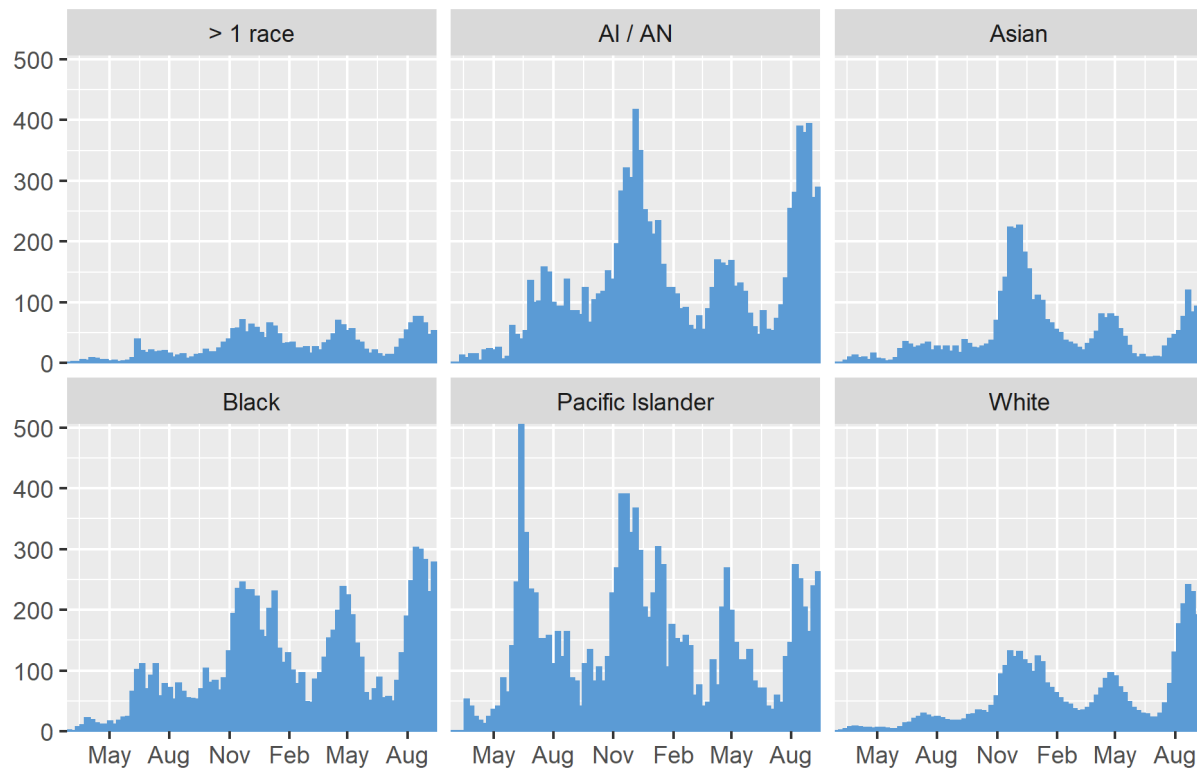 > 1 race
AI / AN
Asian
500
400
300
200
100
0
Black
Pacific Islander
White
500
400
300
200
100
0
May Aug Nov Feb May Aug
May Aug Nov Feb May Aug
May Aug Nov Feb May Aug